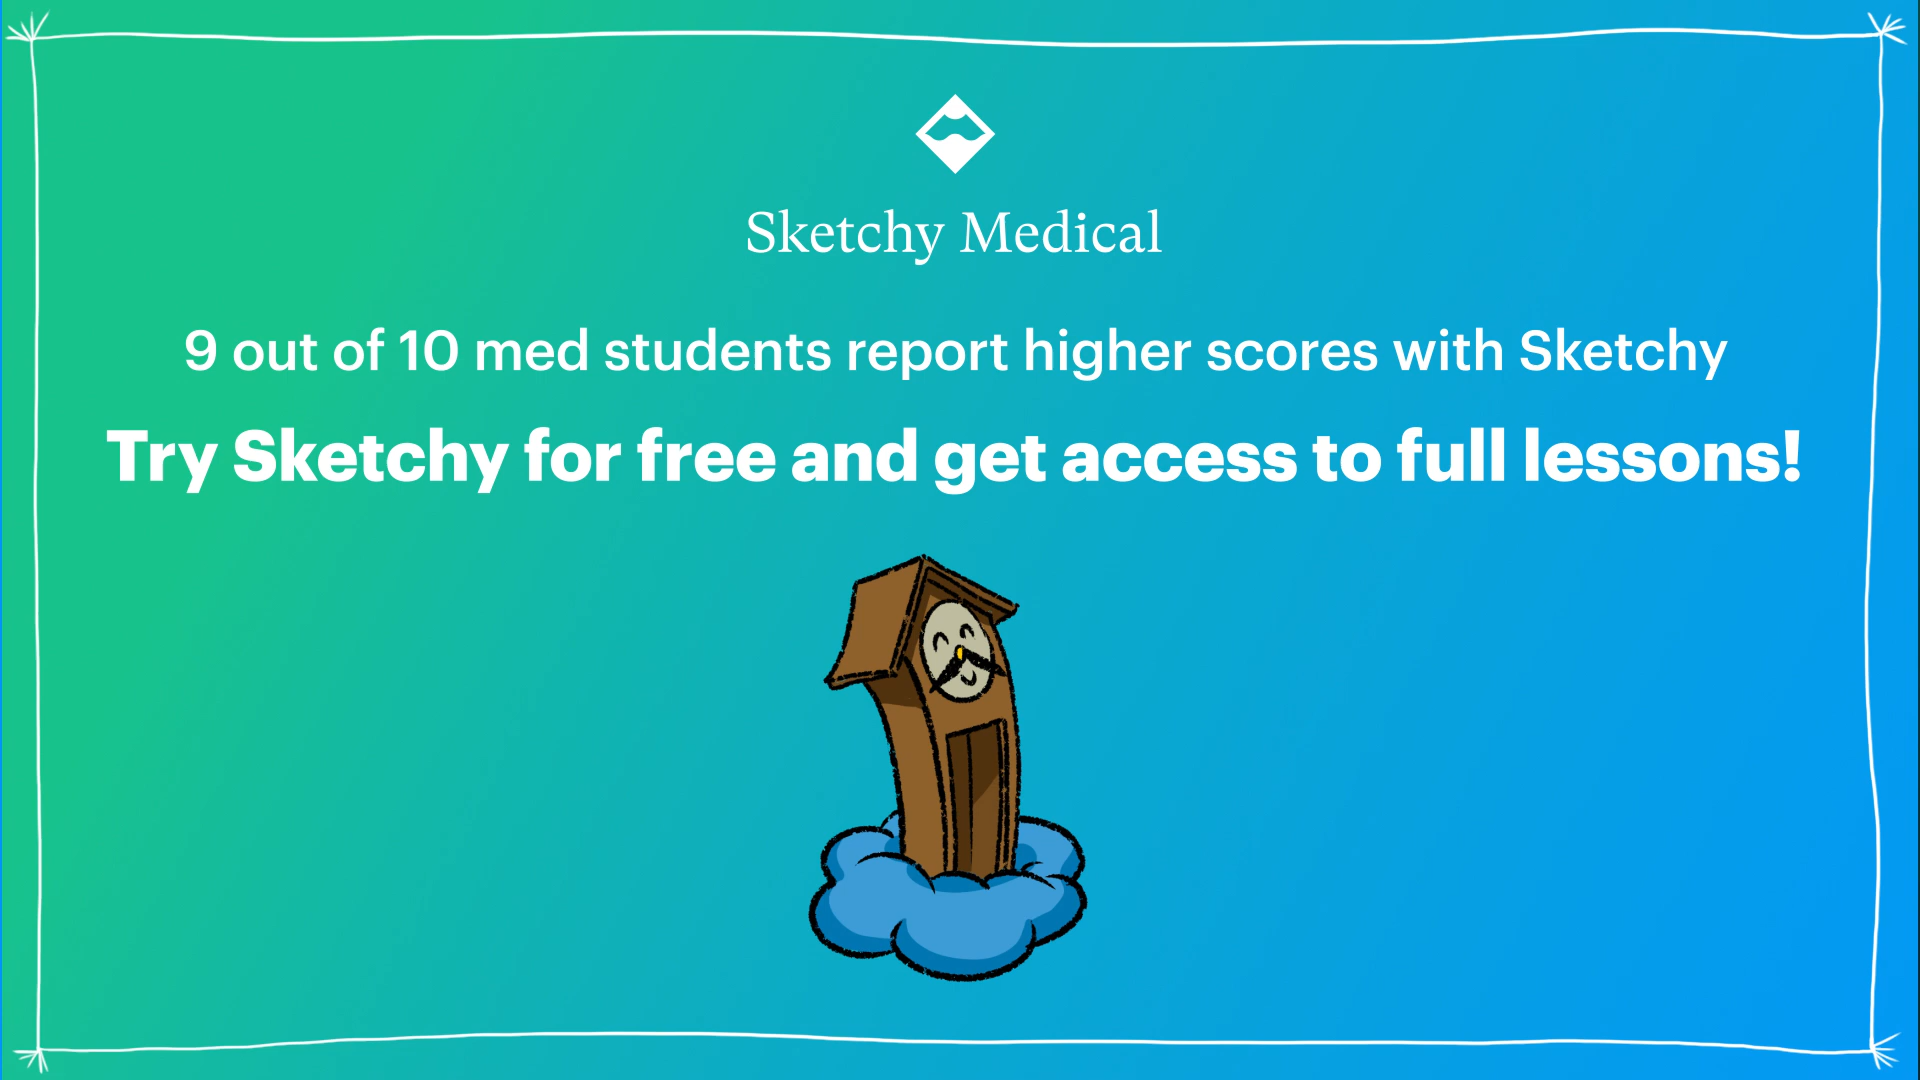 Sketchy Medical
9 out of 10 med students report higher scores with Sketchy
Try Sketchy for free and get access to full lessons!